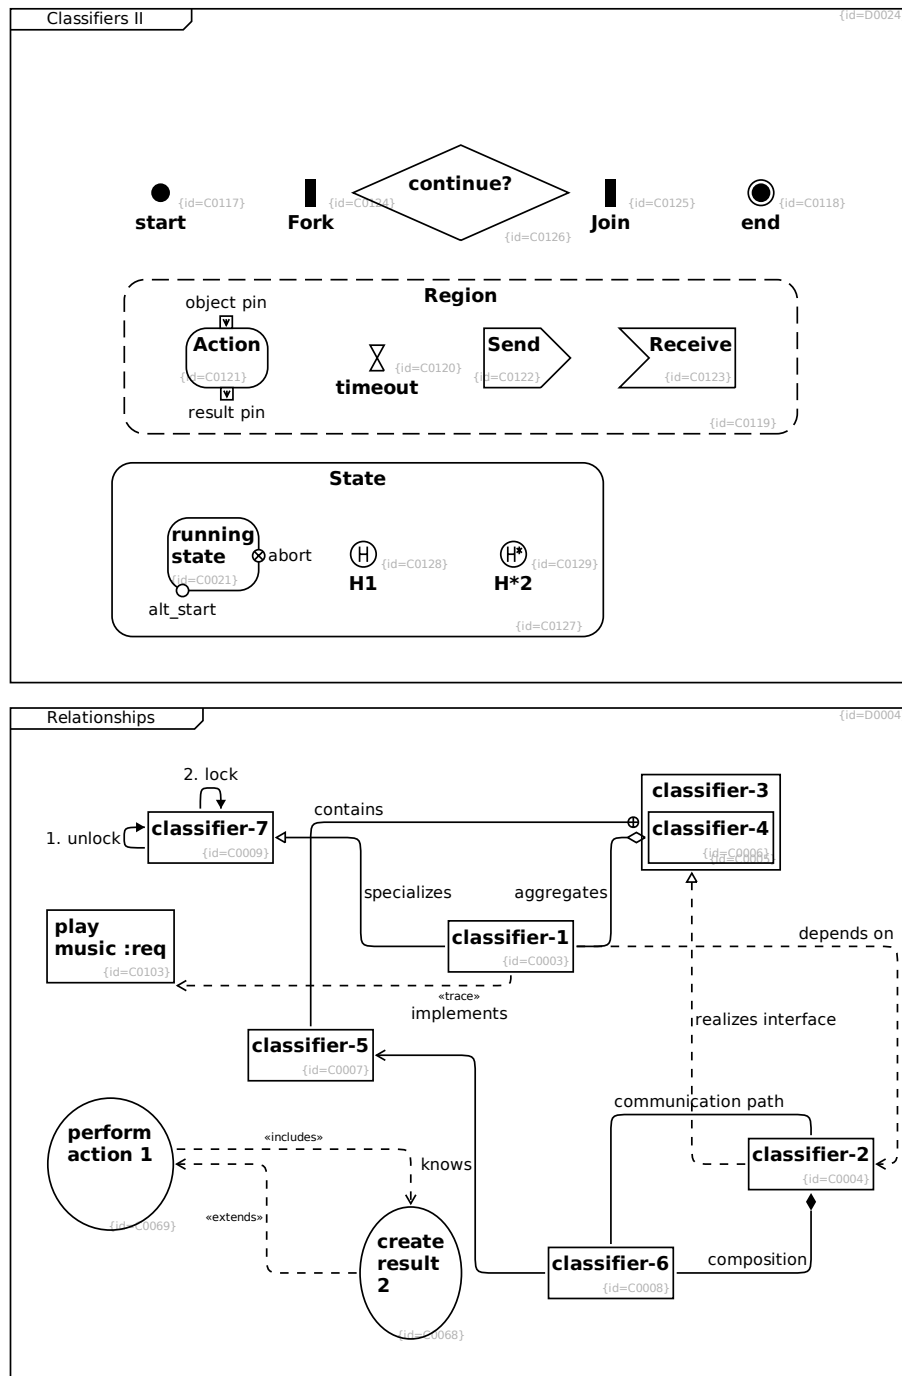 Classifiers II
{id=D0024
continue?
start
{id=C0117}
Fork
{id=C0124}
{id=C0126}
Join
{id=C0125}
end
{id=C0118}
Region
object pin
Action
{id=C0121}
result pin
timeout
{id=C0120}
Send
{id=C0122}
Receive
{id=C0123}
{id=C0119}
State
running
state
{id=C0021}
abort
alt_start
H
{id=C0128}
H1
H*
{id=C0129}
H*2
{id=C0127}
Relationships
{id=D0004
2. lock
1. unlock
classifier-7
{id=C0009}
contains
classifier-3
classifier-4
{id=C0006}
{id=C0005}
specializes
aggregates
play
music :req
{id=C0103}
classifier-1
{id=C0003}
depends on
«trace»
implements
realizes interface
classifier-5
{id=C0007}
communication path
perform
action 1
{id=C0069}
«includes»
knows
«extends»
classifier-2
{id=C0004}
create
result
2
{id=C0068}
classifier-6
{id=C0008}
composition